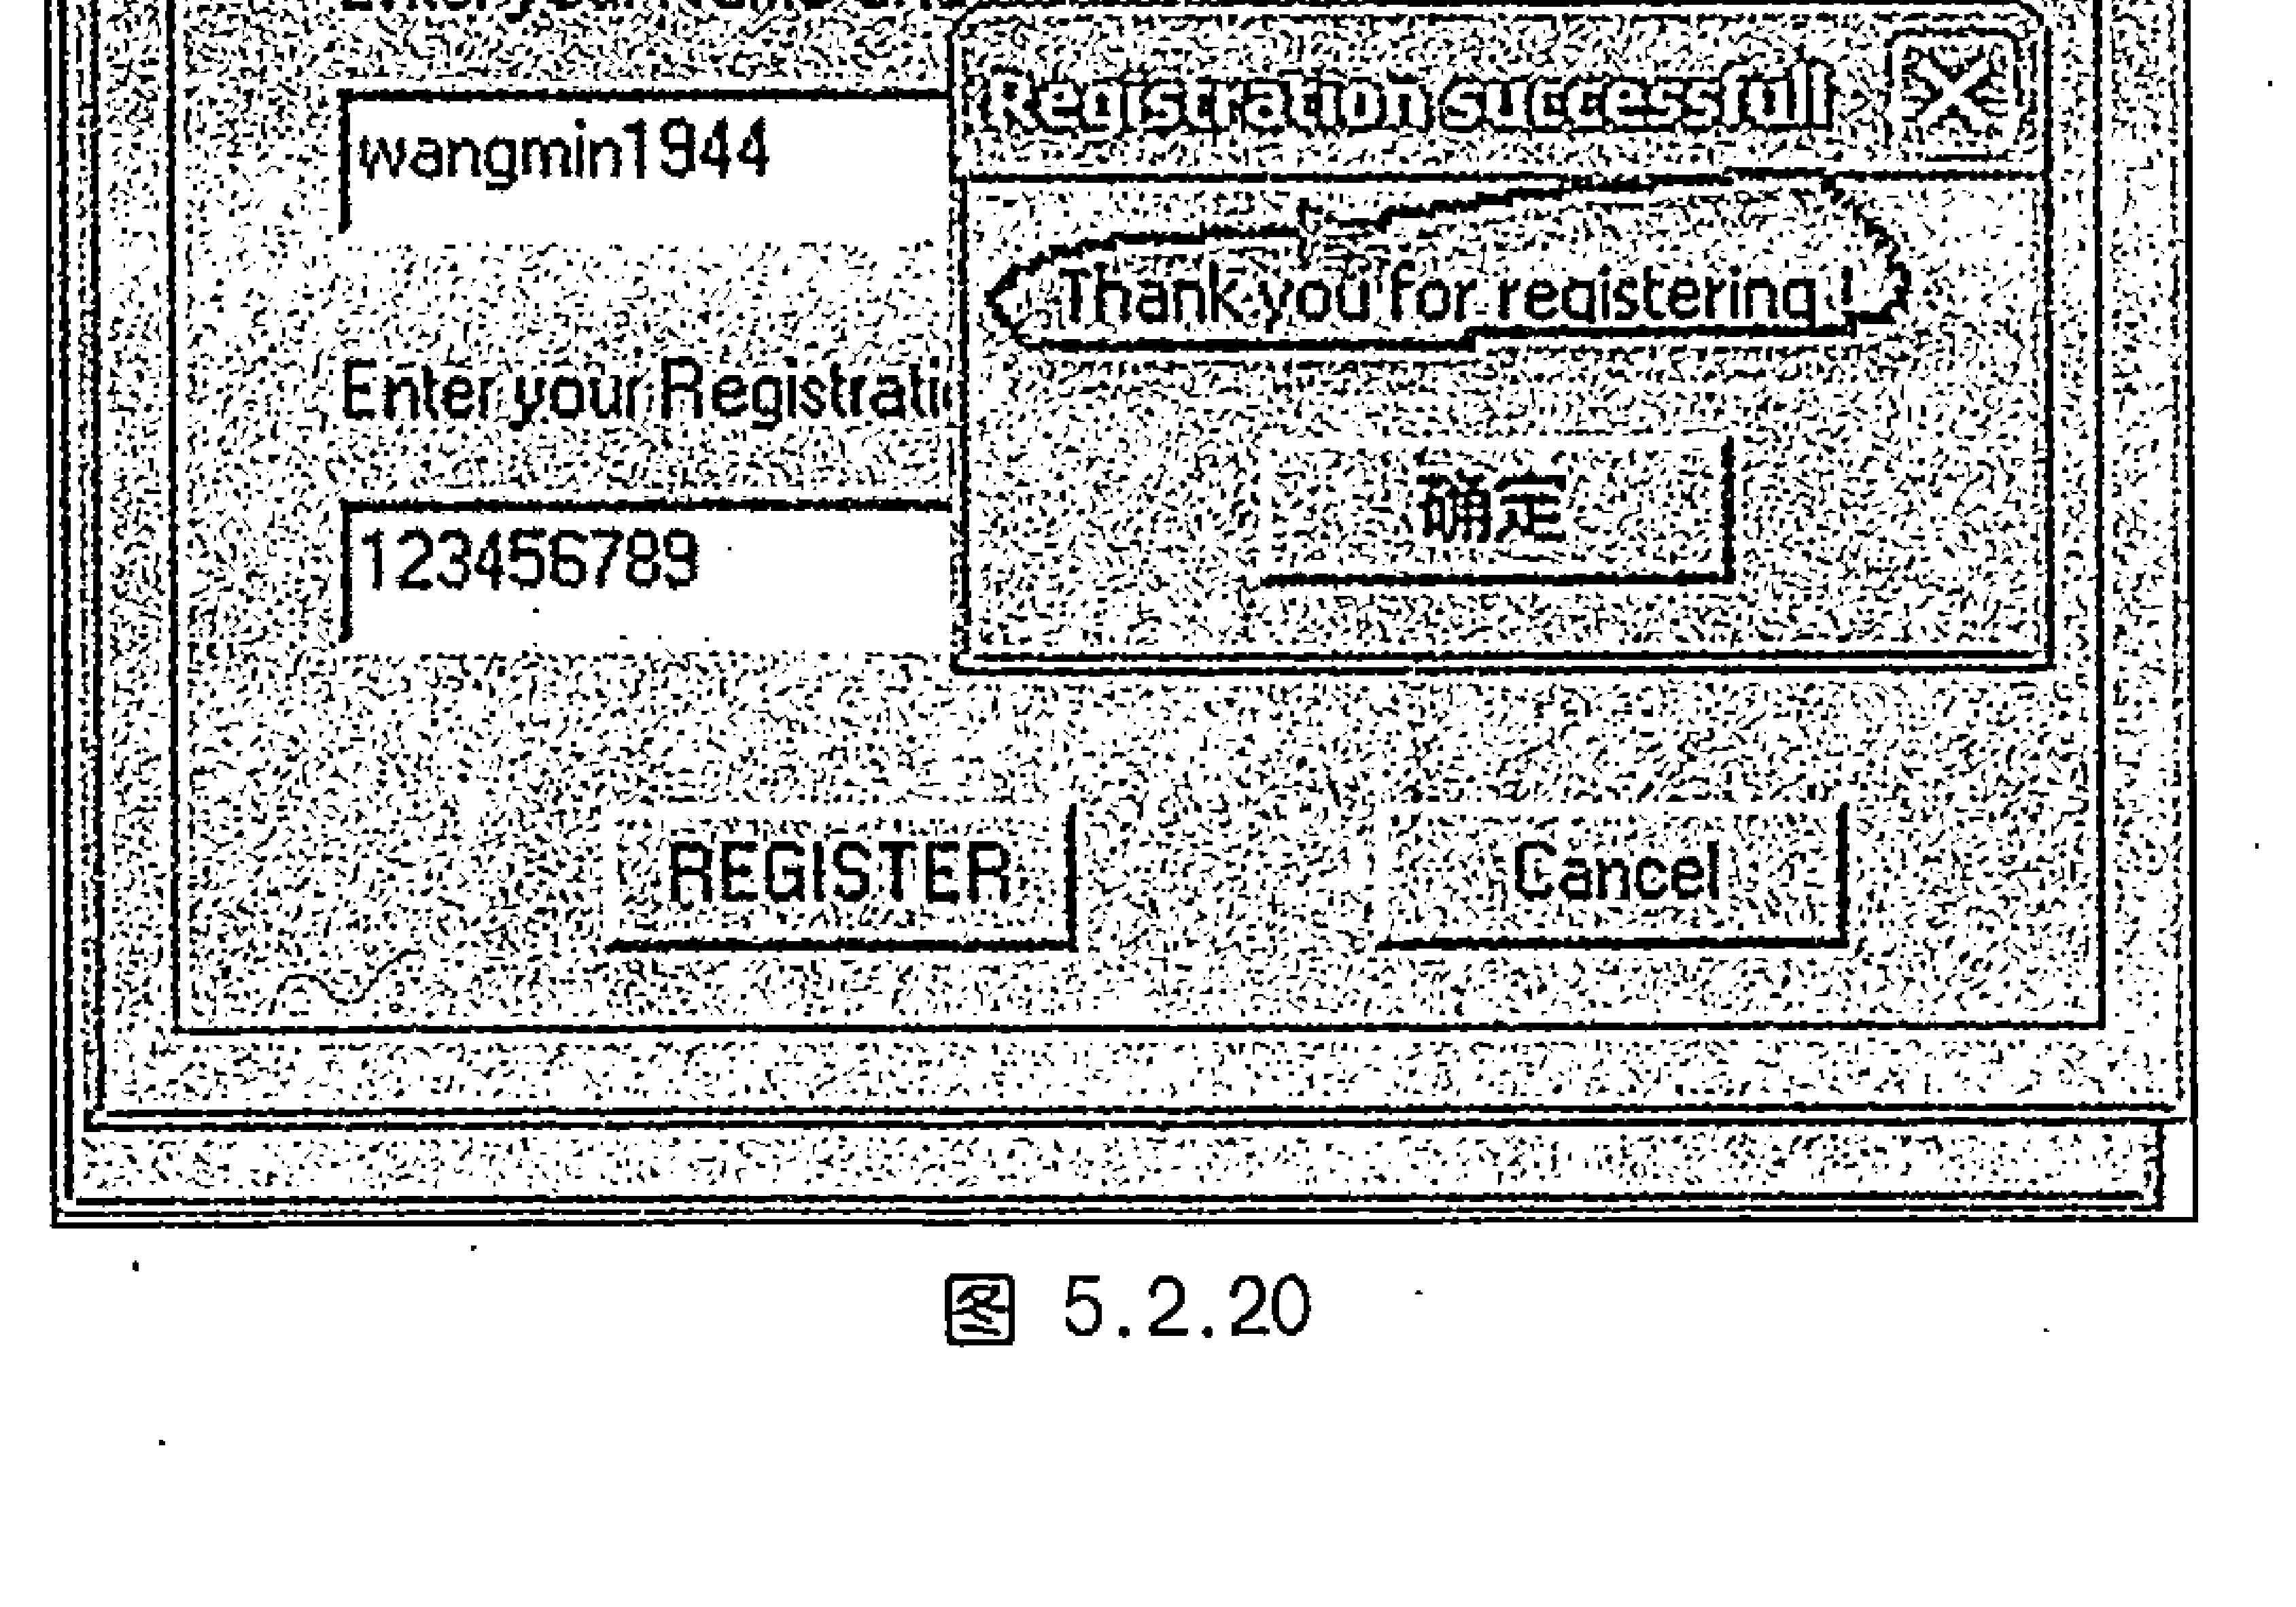 Registration successfull
wangmin1944
Thank you for registering !
Enter your Registrati
确定
123456789
REGISTER
Cancel
图 5.2.20